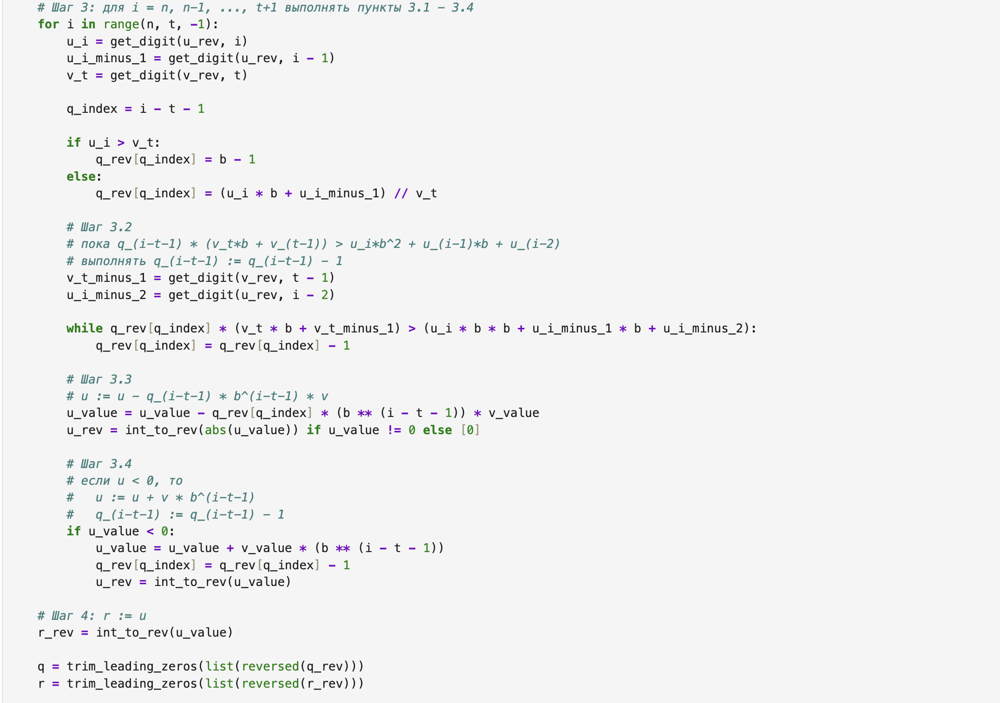 # Шаг 3: для i = n, n-1, ..., t+1 выполнять пункты 3.1 - 3.4
for i in range(n, t, -1):
    u_i = get_digit(u_rev, i)
    u_i_minus_1 = get_digit(u_rev, i - 1)
    v_t = get_digit(v_rev, t)

    q_index = i - t - 1

    if u_i > v_t:
        q_rev[q_index] = b - 1
    else:
        q_rev[q_index] = (u_i * b + u_i_minus_1) // v_t

    # Шаг 3.2
    # пока q_(i-t-1) * (v_t*b + v_(t-1)) > u_i*b^2 + u_(i-1)*b + u_(i-2)
    # выполнять q_(i-t-1) := q_(i-t-1) - 1
    v_t_minus_1 = get_digit(v_rev, t - 1)
    u_i_minus_2 = get_digit(u_rev, i - 2)

    while q_rev[q_index] * (v_t * b + v_t_minus_1) > (u_i * b * b + u_i_minus_1 * b + u_i_minus_2):
        q_rev[q_index] = q_rev[q_index] - 1

    # Шаг 3.3
    # u := u - q_(i-t-1) * b^(i-t-1) * v
    u_value = u_value - q_rev[q_index] * (b ** (i - t - 1)) * v_value
    u_rev = int_to_rev(abs(u_value)) if u_value != 0 else [0]

    # Шаг 3.4
    # если u < 0, то
    #   u := u + v * b^(i-t-1)
    #   q_(i-t-1) := q_(i-t-1) - 1
    if u_value < 0:
        u_value = u_value + v_value * (b ** (i - t - 1))
        q_rev[q_index] = q_rev[q_index] - 1
        u_rev = int_to_rev(u_value)

# Шаг 4: r := u
r_rev = int_to_rev(u_value)

q = trim_leading_zeros(list(reversed(q_rev)))
r = trim_leading_zeros(list(reversed(r_rev)))